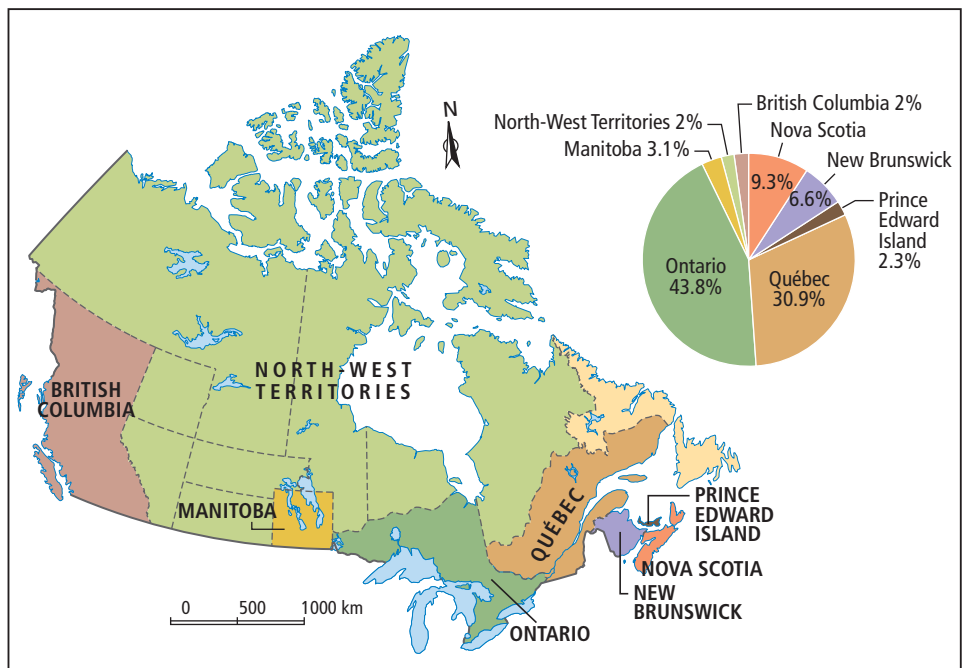 N
British Columbia 2%
North-West Territories 2%
Nova Scotia
Manitoba 3.1%
New Brunswick
9.3%
6.6%
Prince
Edward
Island
2.3%
Ontario
43.8%
Québec
30.9%
NORTH-WEST
TERRITORIES
BRITISH
COLUMBIA
MANITOBA
QUÉBEC
PRINCE
EDWARD
ISLAND
NOVA SCOTIA
NEW
BRUNSWICK
ONTARIO
0 500 1000 km